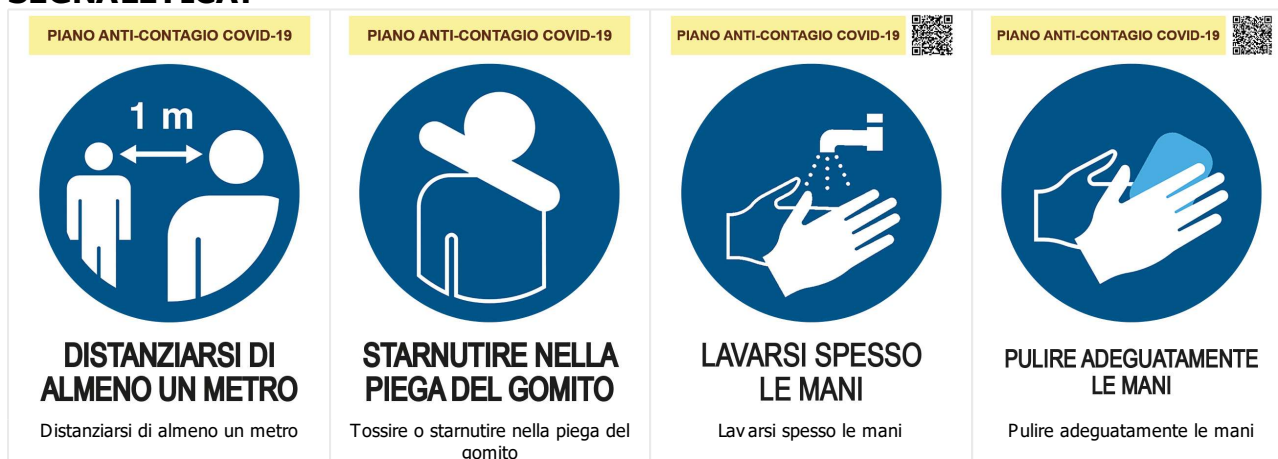 SEGNALETICA:
PIANO ANTI-CONTAGIO COVID-19
1 m
DISTANZIARSI DI
ALMENO UN METRO
Distanziarsi di almeno un metro
PIANO ANTI-CONTAGIO COVID-19
STARNUTIRE NELLA
PIEGA DEL GOMITO
Tossire o starnutire nella piega del
gomito
PIANO ANTI-CONTAGIO COVID-19
LAVARSI SPESSO
LE MANI
Lavarsi spesso le mani
PIANO ANTI-CONTAGIO COVID-19
PULIRE ADEGUATAMENTE
LE MANI
Pulire adeguatamente le mani